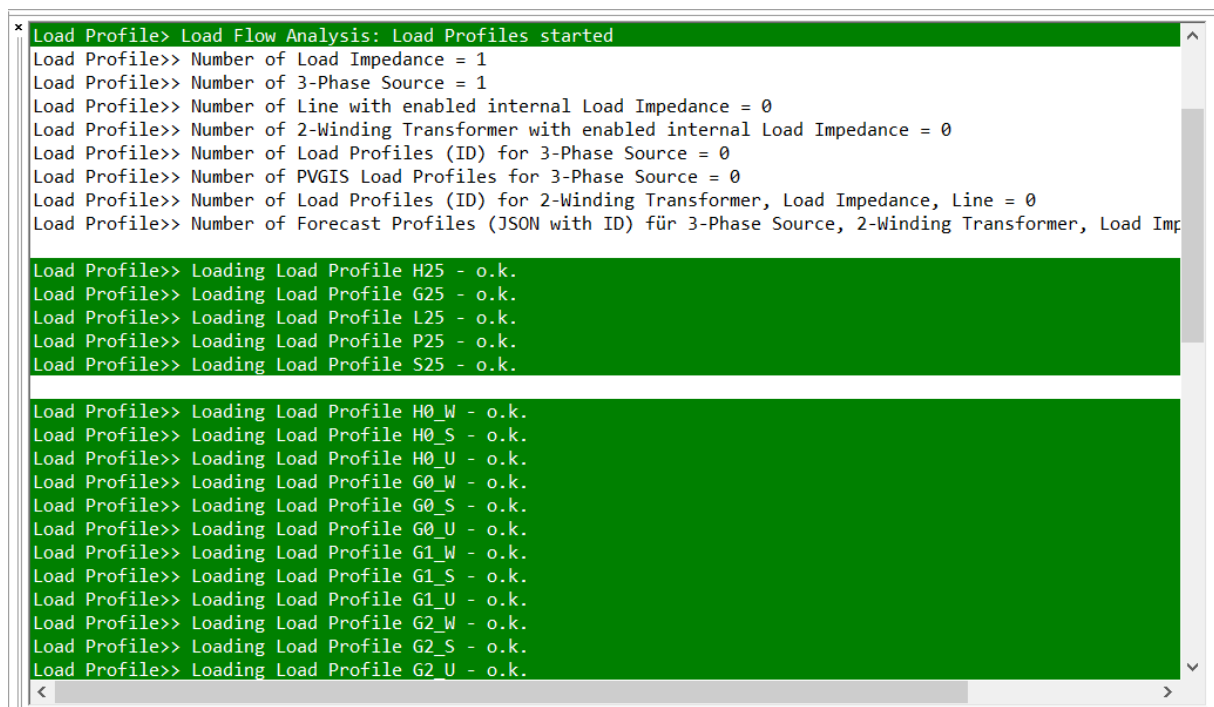 Load Profile> Load Flow Analysis: Load Profiles started
Load Profile>> Number of Load Impedance = 1
Load Profile>> Number of 3-Phase Source = 1
Load Profile>> Number of Line with enabled internal Load Impedance = 0
Load Profile>> Number of 2-Winding Transformer with enabled internal Load Impedance = 0
Load Profile>> Number of Load Profiles (ID) for 3-Phase Source = 0
Load Profile>> Number of PVGIS Load Profiles for 3-Phase Source = 0
Load Profile>> Number of Load Profiles (ID) for 2-Winding Transformer, Load Impedance, Line = 0
Load Profile>> Number of Forecast Profiles (JSON with ID) für 3-Phase Source, 2-Winding Transformer, Load Imp
Load Profile>> Loading Load Profile H25 - o.k.
Load Profile>> Loading Load Profile G25 - o.k.
Load Profile>> Loading Load Profile L25 - o.k.
Load Profile>> Loading Load Profile P25 - o.k.
Load Profile>> Loading Load Profile S25 - o.k.
Load Profile>> Loading Load Profile H0_W - o.k.
Load Profile>> Loading Load Profile H0_S - o.k.
Load Profile>> Loading Load Profile H0_U - o.k.
Load Profile>> Loading Load Profile G0_W - o.k.
Load Profile>> Loading Load Profile G0_S - o.k.
Load Profile>> Loading Load Profile G0_U - o.k.
Load Profile>> Loading Load Profile G1_W - o.k.
Load Profile>> Loading Load Profile G1_S - o.k.
Load Profile>> Loading Load Profile G1_U - o.k.
Load Profile>> Loading Load Profile G2_W - o.k.
Load Profile>> Loading Load Profile G2_S - o.k.
Load Profile>> Loading Load Profile G2_U - o.k.